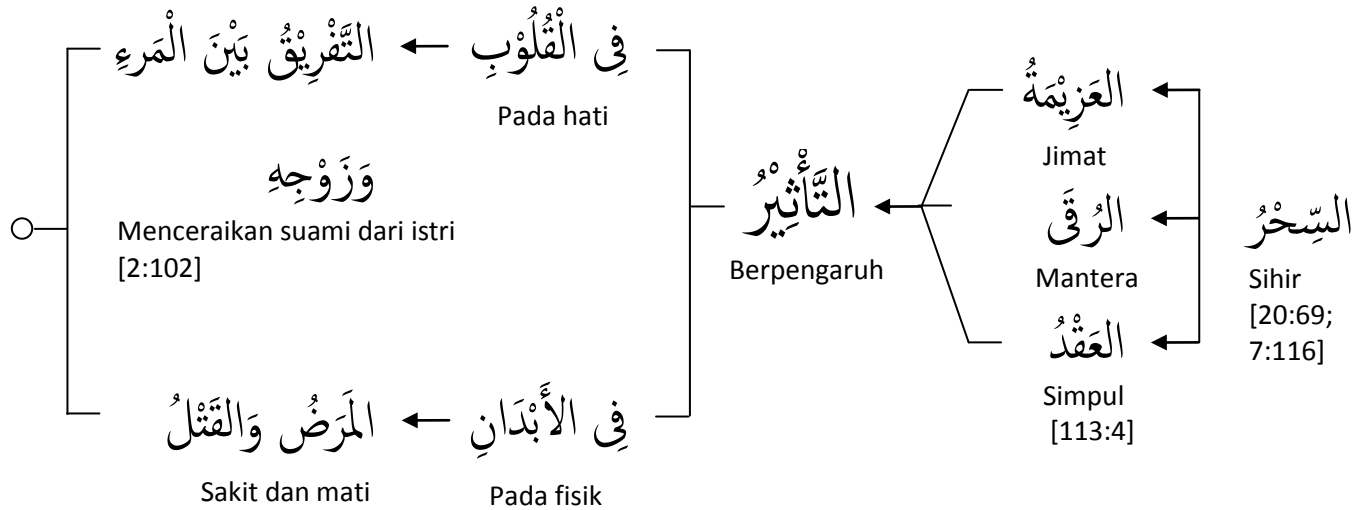 السِّحْرُ
Sihir
[20:69;
7:116]
العَزِيْمَةُ
Jimat
الرُقَى
Mantera
العَقْدُ
Simpul
[113:4]
التَّأْثِيْرُ
Berpengaruh
فِى الْقُلُوْبِ
Pada hati
التَّفْرِيْقُ بَيْنَ الْمَرءِ
وَزَوْجِهِ
Menceraikan suami dari istri
[2:102]
فِى الأَبْدَانِ
Pada fisik
المَرَضُ وَالقَتْلُ
Sakit dan mati